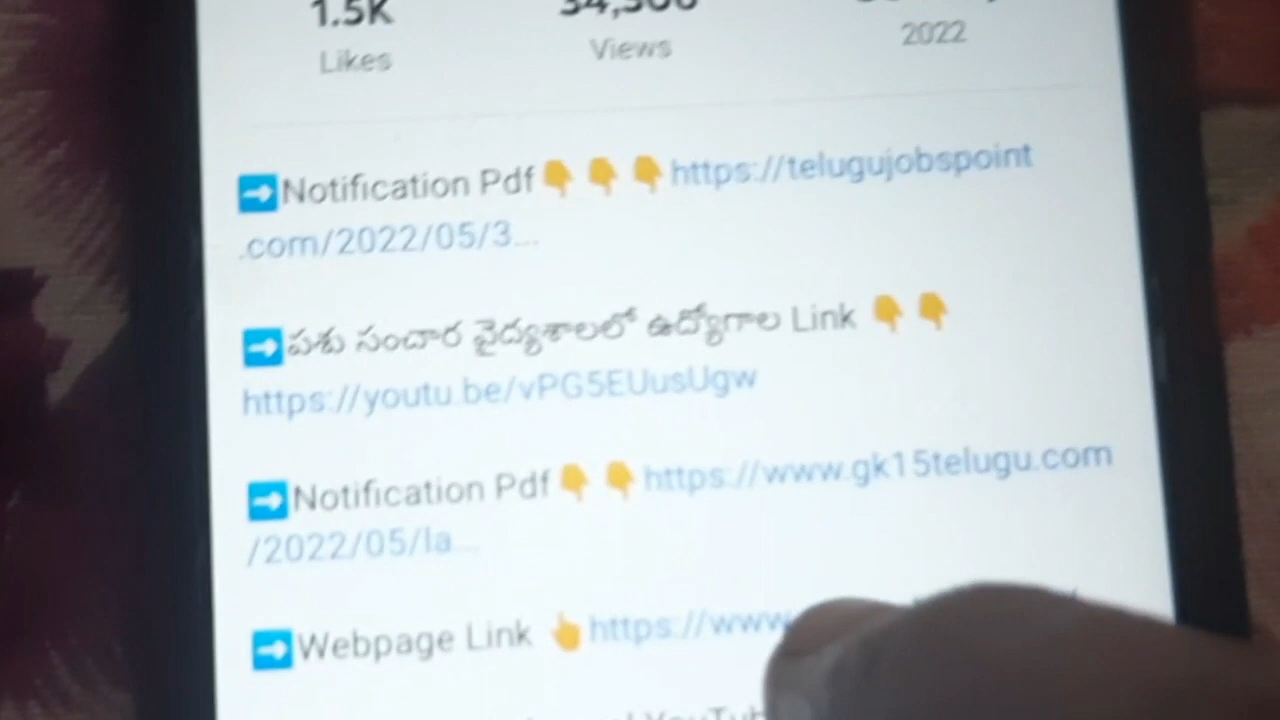 1.5K
Likes
Views
2022
➡Notification Pdf👇👇👇https://telugujobspoint
.com/2022/05/3...
➡పశు సంచార వైద్యశాలలో ఉద్యోగాల Link 👇👇
https://youtu.be/vPG5EUusUgw
➡Notification Pdf👇👇https://www.gk15telugu.com
/2022/05/la...
➡Webpage Link 👆https://www